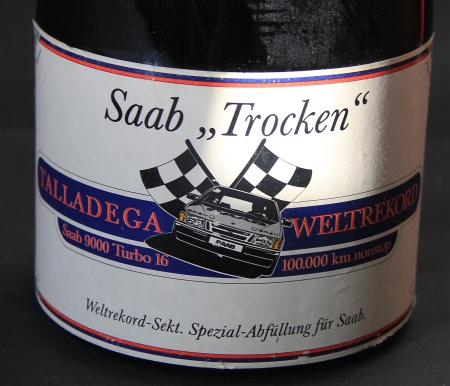 Saab „Trocken“
TALLADEGA WELTREKORD
Saab 9000 Turbo 16 100.000 km nonstop
Weltrekord-Sekt. Spezial-Abfüllung für Saab.